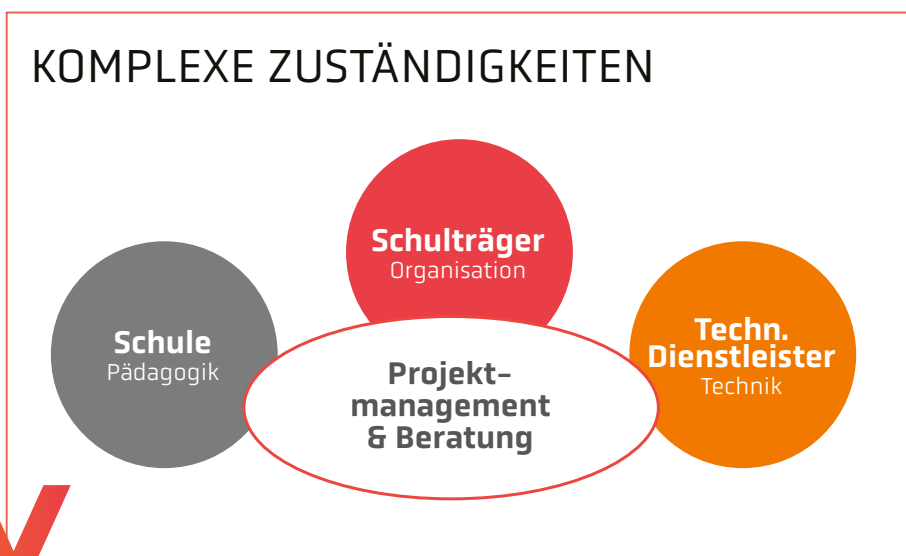 KOMPLEXE ZUSTÄNDIGKEITEN
Schulträger
Organisation
Schule
Pädagogik
Techn.
Dienstleister
Technik
Projekt-
management
& Beratung